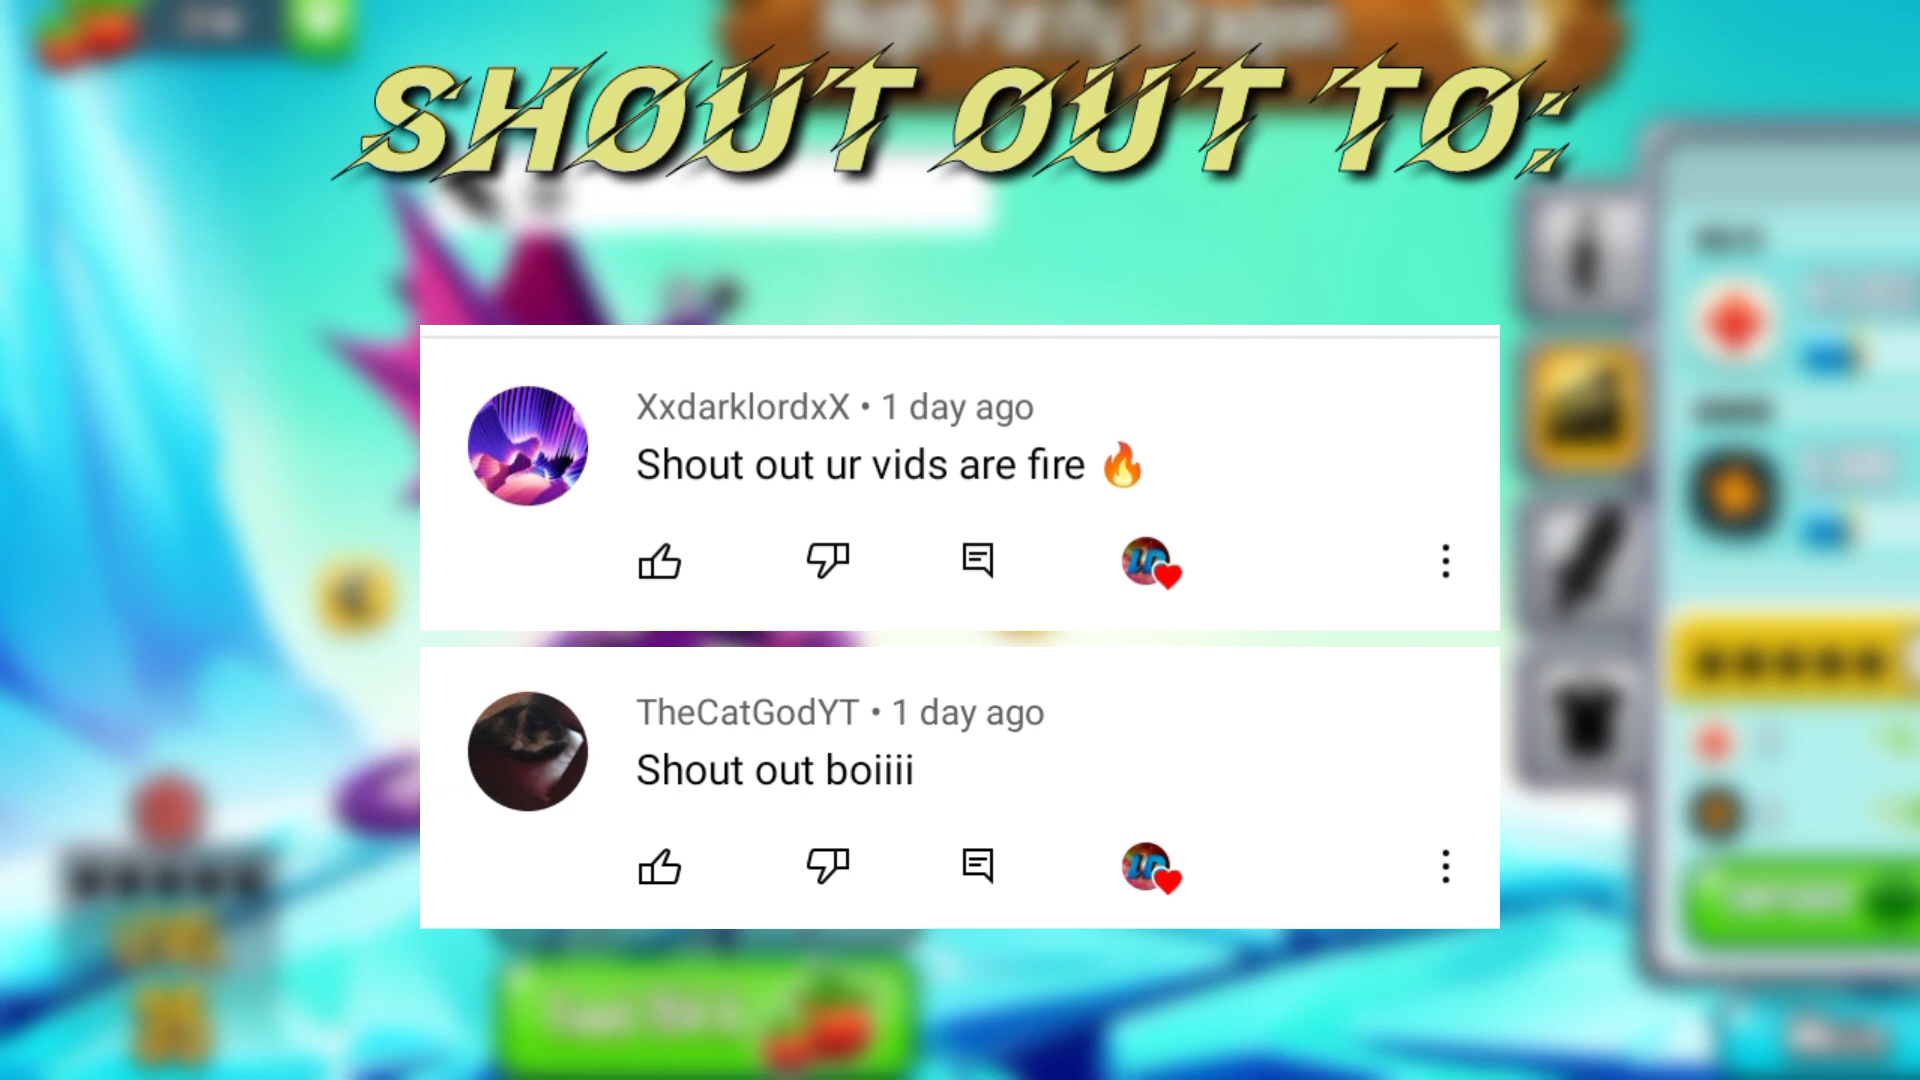 SHOUT OUT TO:
XxdarklordxX • 1 day ago
Shout out ur vids are fire 🔥
TheCatGodYT • 1 day ago
Shout out boiiii